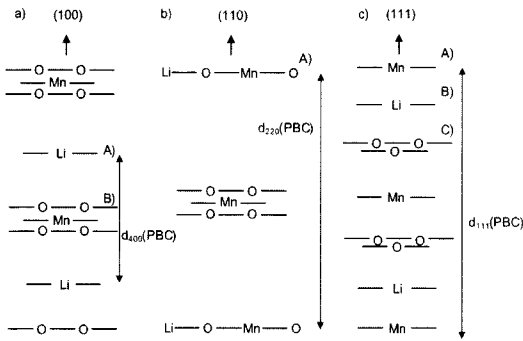 a) (100)
O O
Mn
O O
Li A)
B)
O O
Mn
O O
d400(PBC)
Li
O O
b) (110)
A)
Li O Mn O
d220(PBC)
O O
Mn
O O
Li O Mn O
c) (111)
A)
Mn
B)
Li
C)
O O
O
Mn
d111(PBC)
O O
O
Li
Mn